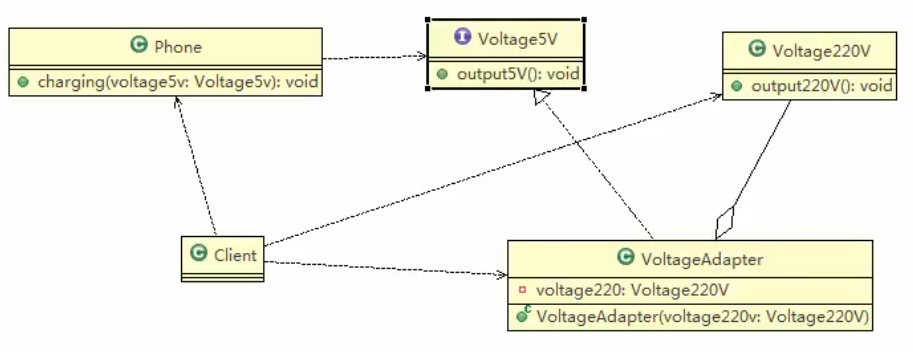 Phone
charging(voltage5v: Voltage5v): void
I
Voltage5V
output5V(): void
C
Voltage220V
output220V(): void
C
Client
C
VoltageAdapter
voltage220: Voltage220V
C
VoltageAdapter(voltage220v: Voltage220V)